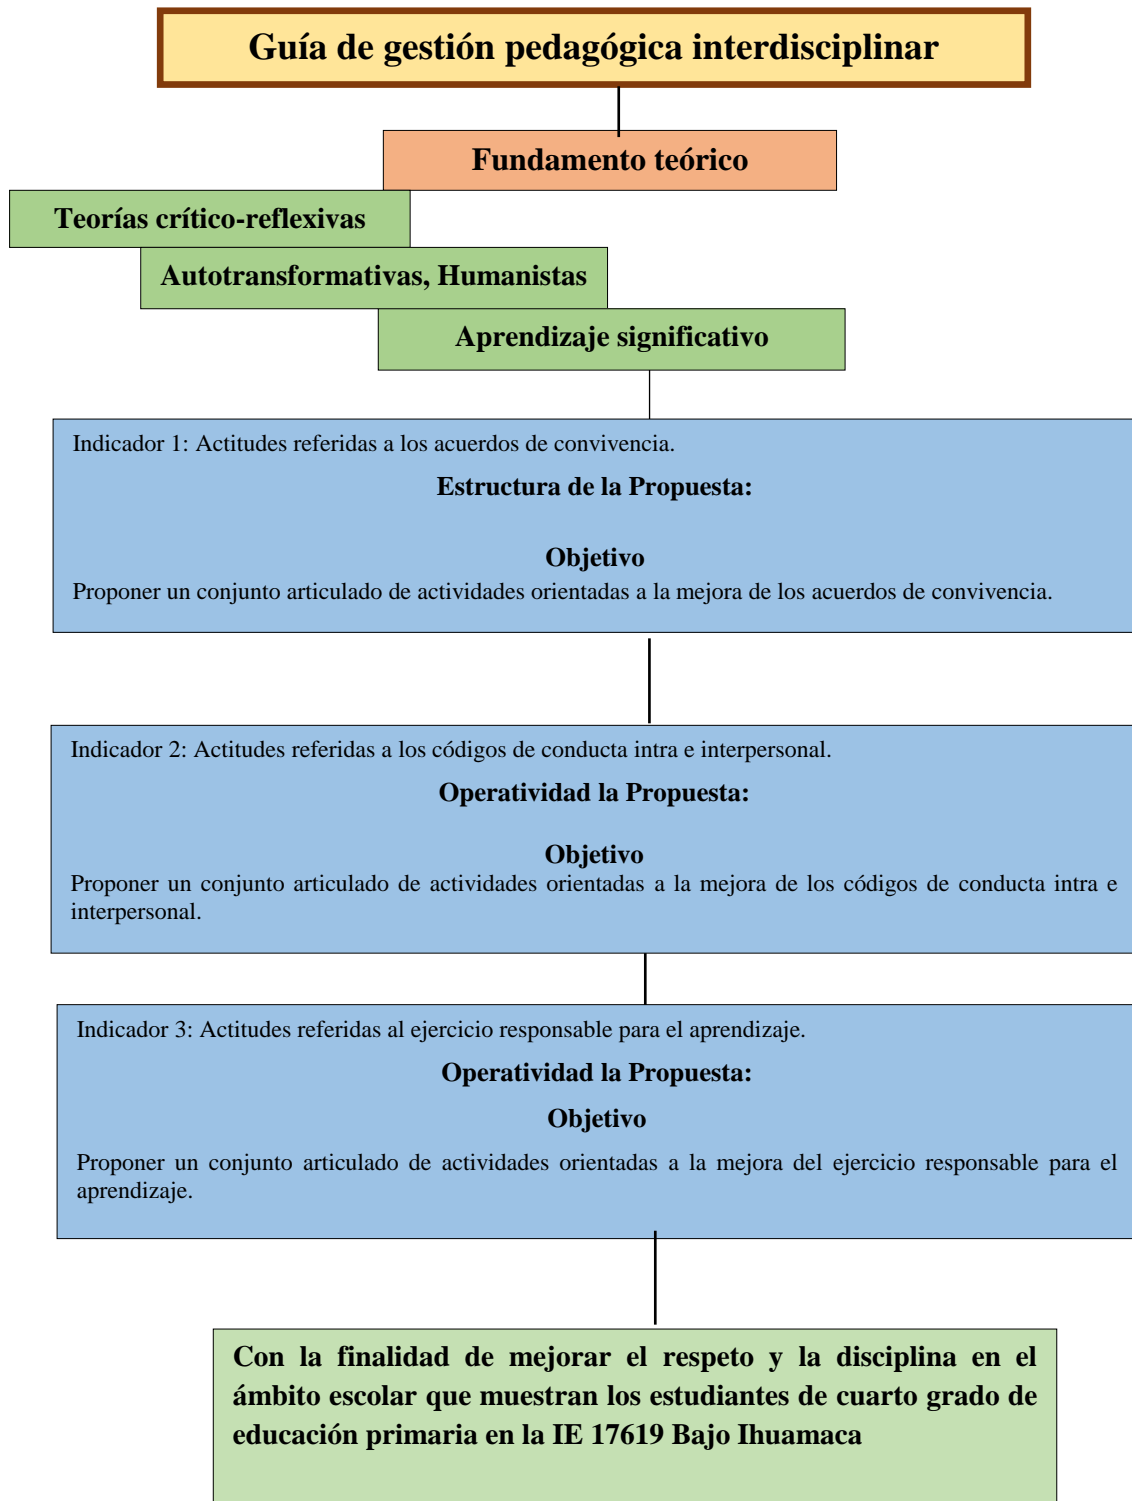 Guía de gestión pedagógica interdisciplinar
Fundamento teórico
Teorías crítico-reflexivas
Autotransformativas, Humanistas
Aprendizaje significativo
Indicador 1: Actitudes referidas a los acuerdos de convivencia.
Estructura de la Propuesta:
Objetivo
Proponer un conjunto articulado de actividades orientadas a la mejora de los acuerdos de convivencia.
Indicador 2: Actitudes referidas a los códigos de conducta intra e interpersonal.
Operatividad la Propuesta:
Objetivo
Proponer un conjunto articulado de actividades orientadas a la mejora de los códigos de conducta intra e
interpersonal.
Indicador 3: Actitudes referidas al ejercicio responsable para el aprendizaje.
Operatividad la Propuesta:
Objetivo
Proponer un conjunto articulado de actividades orientadas a la mejora del ejercicio responsable para el
aprendizaje.
Con la finalidad de mejorar el respeto y la disciplina en el
ámbito escolar que muestran los estudiantes de cuarto grado de
educación primaria en la IE 17619 Bajo Ihuamaca